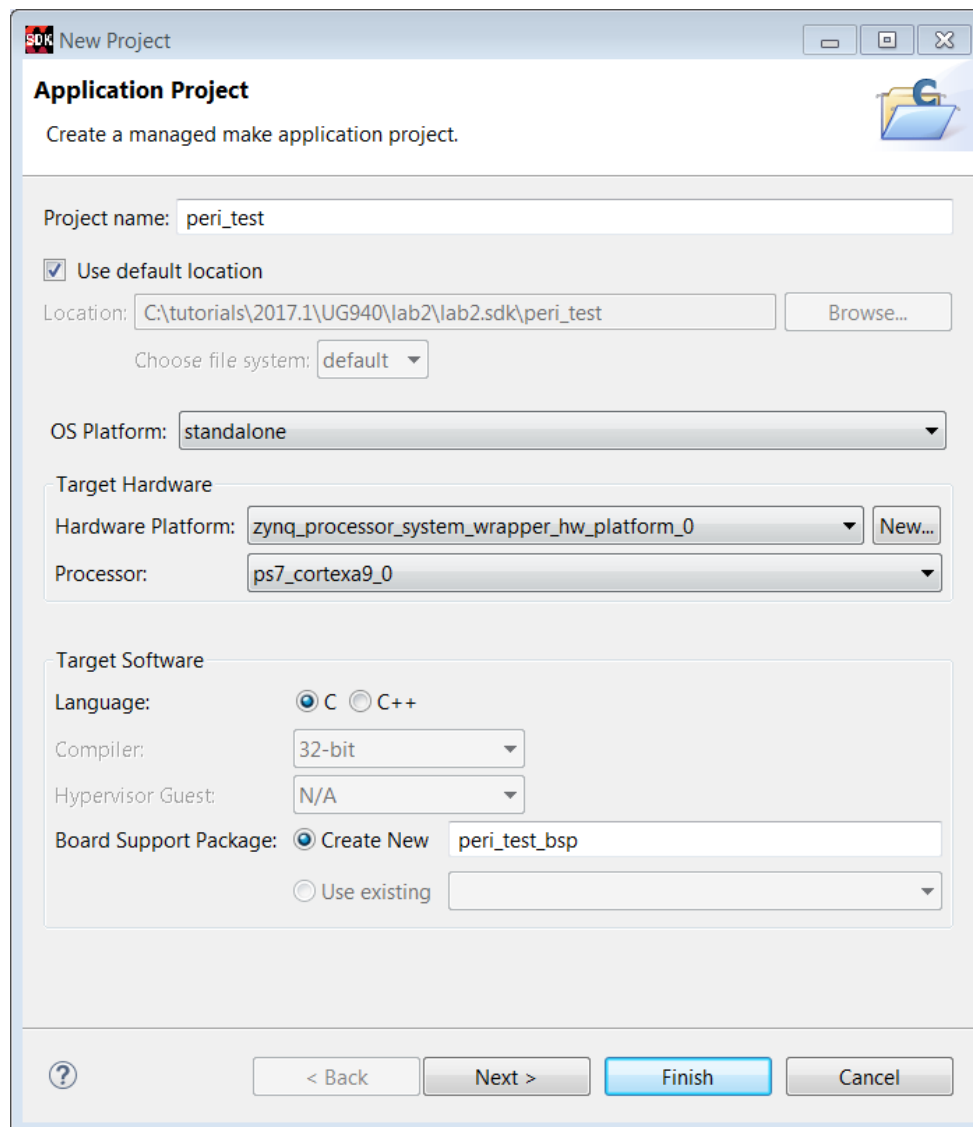 SDK New Project
Application Project
Create a managed make application project.
Project name: peri_test
Use default location
Location: C:\tutorials\2017.1\UG940\lab2\lab2.sdk\peri_test Browse...
Choose file system: default
OS Platform: standalone
Target Hardware
Hardware Platform: zynq_processor_system_wrapper_hw_platform_0 New...
Processor: ps7_cortexa9_0
Target Software
Language: C C++
Compiler: 32-bit
Hypervisor Guest: N/A
Board Support Package: Create New peri_test_bsp
Use existing
? < Back Next > Finish Cancel